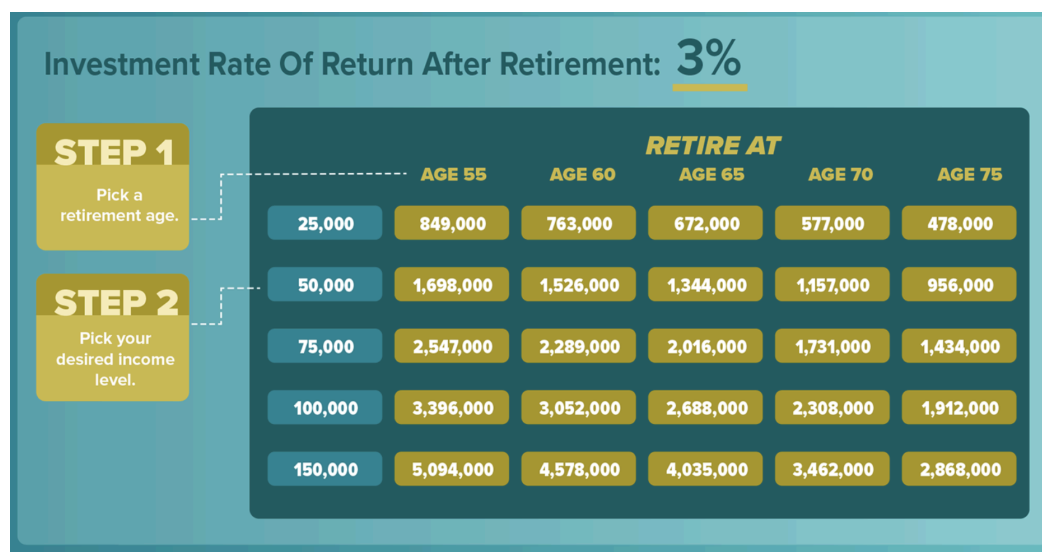 Investment Rate Of Return After Retirement: 3%
STEP 1
Pick a
retirement age.
STEP 2
Pick your
desired income
level.
RETIRE AT
AGE 55 AGE 60 AGE 65 AGE 70 AGE 75
25,000 849,000 763,000 672,000 577,000 478,000
50,000 1,698,000 1,526,000 1,344,000 1,157,000 956,000
75,000 2,547,000 2,289,000 2,016,000 1,731,000 1,434,000
100,000 3,396,000 3,052,000 2,688,000 2,308,000 1,912,000
150,000 5,094,000 4,578,000 4,035,000 3,462,000 2,868,000